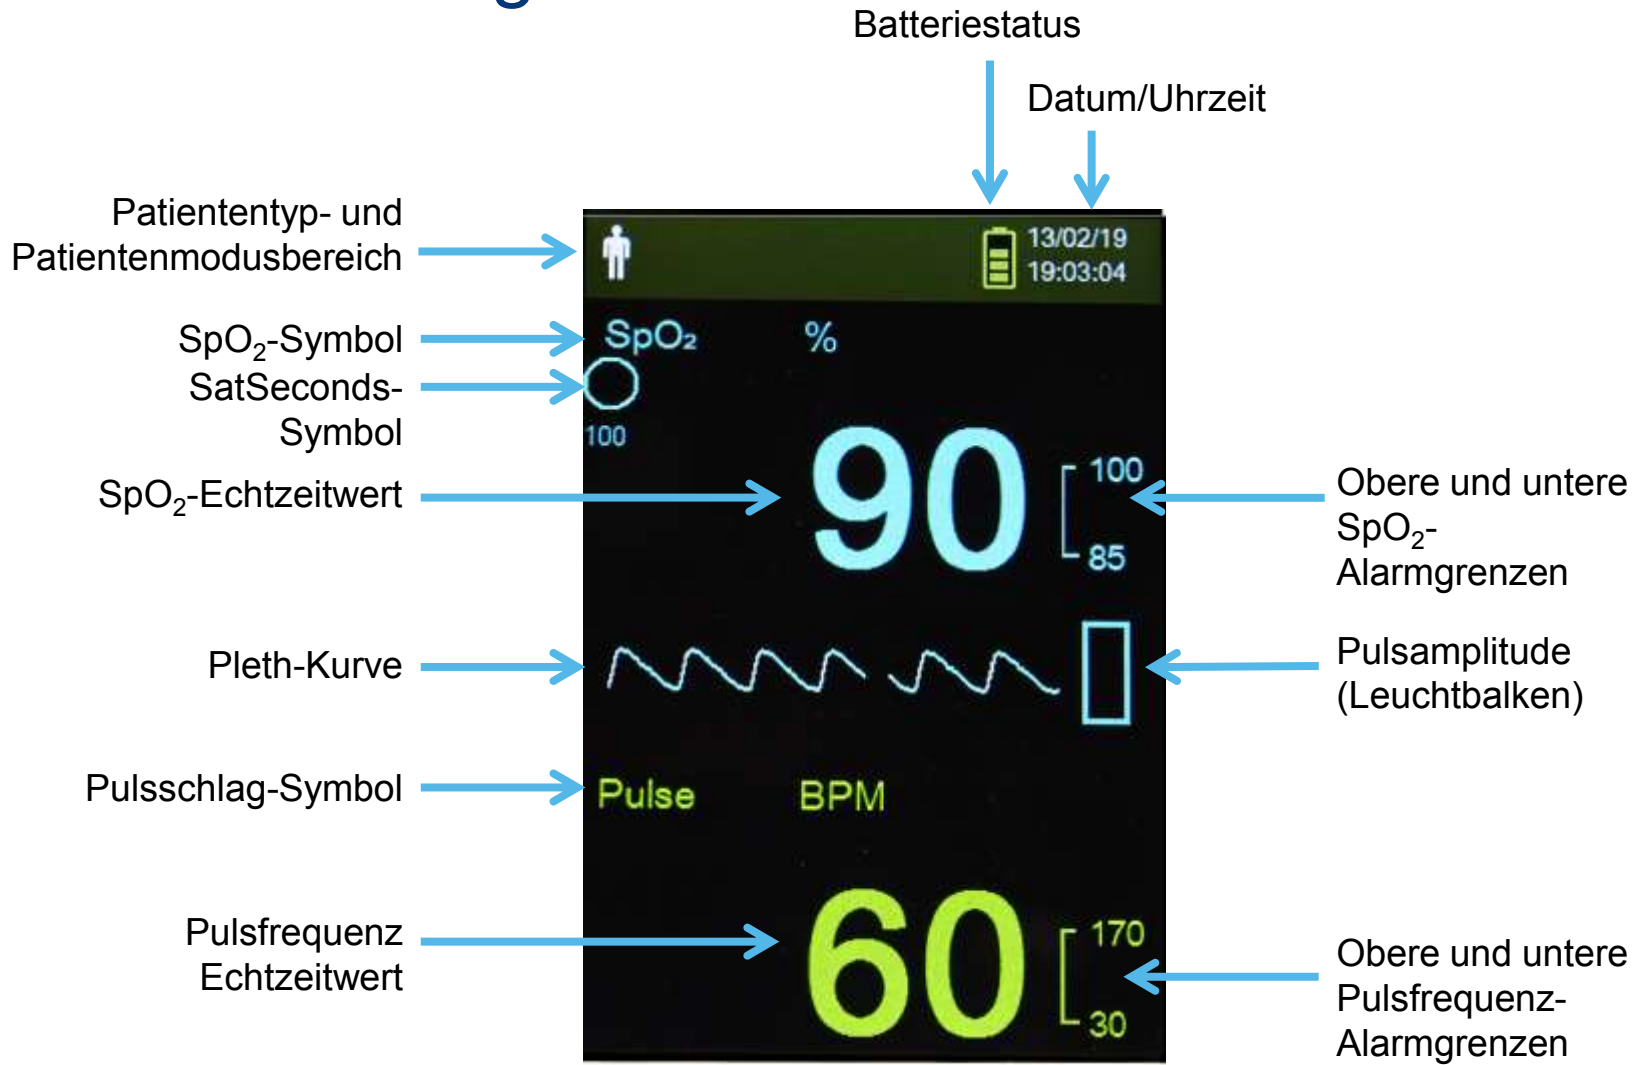 Batteriestatus
Datum/Uhrzeit
Patiententyp- und
Patientenmodusbereich
13/02/19
19:03:04
SpO₂-Symbol
SpO₂ %
SatSeconds-
Symbol
100
SpO₂-Echtzeitwert
90
100
85
Obere und untere
SpO₂-
Alarmgrenzen
Pleth-Kurve
Pulsamplitude
(Leuchtbalken)
Pulsschlag-Symbol
Pulse BPM
Pulsfrequenz
Echtzeitwert
60
170
30
Obere und untere
Pulsfrequenz-
Alarmgrenzen